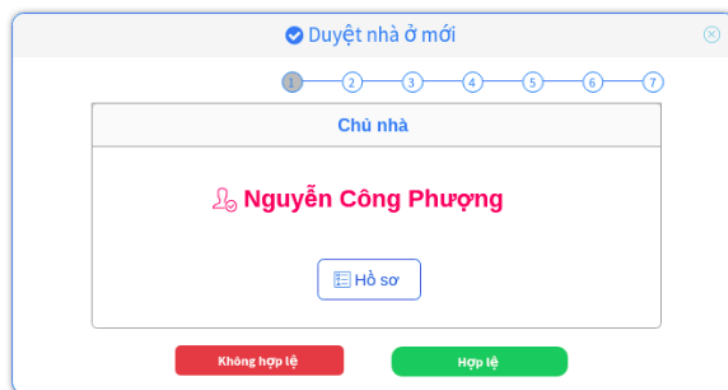 Duyệt nhà ở mới
1 2 3 4 5 6 7
Chủ nhà
Nguyễn Công Phượng
Hồ sơ
Không hợp lệ Hợp lệ